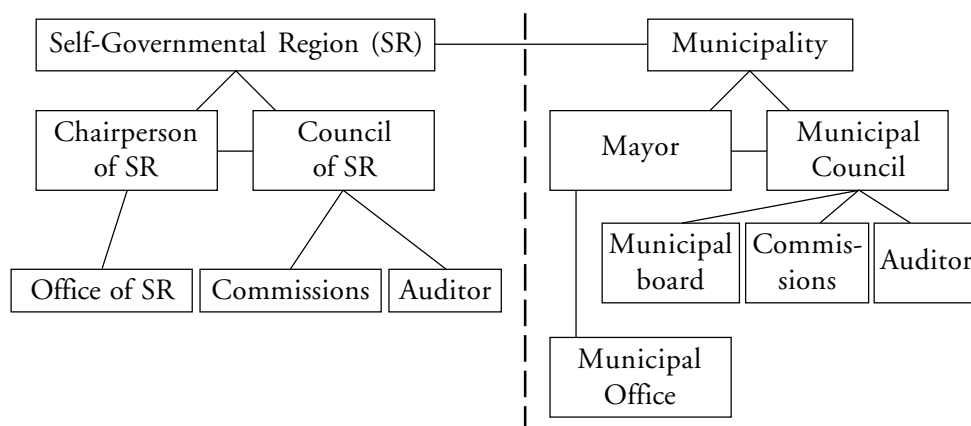 Self-Governmental Region (SR)
Municipality
Chairperson
of SR
Council
of SR
Mayor
Municipal
Council
Office of SR
Commissions
Auditor
Municipal
board
Commis-
sions
Auditor
Municipal
Office